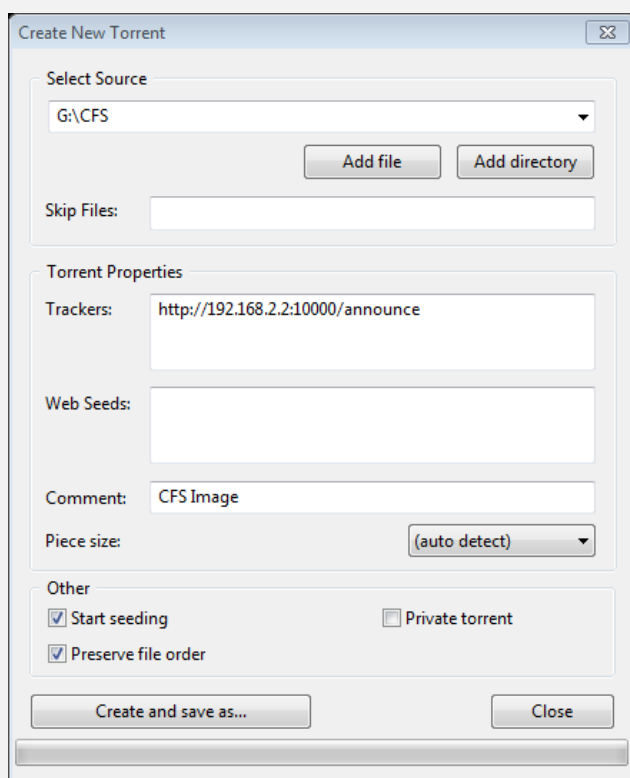 Create New Torrent
Select Source
G:\CFS
Add file
Add directory
Skip Files:
Torrent Properties
Trackers:
http://192.168.2.2:10000/announce
Web Seeds:
Comment:
CFS Image
Piece size:
(auto detect)
Other
Start seeding
Private torrent
Preserve file order
Create and save as...
Close